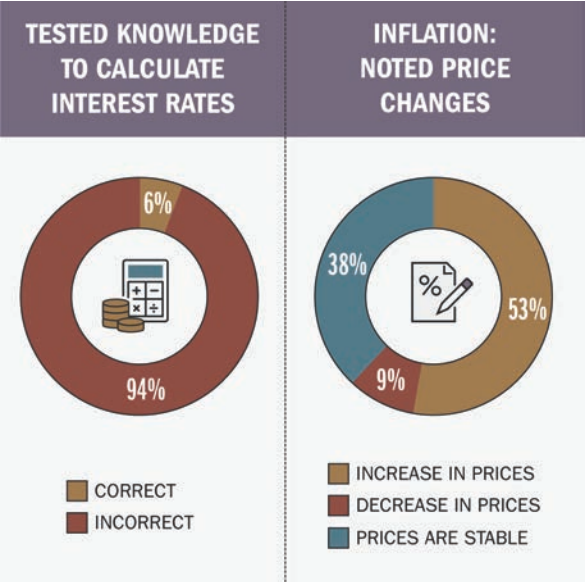 TESTED KNOWLEDGE
TO CALCULATE
INTEREST RATES
6%
94%
CORRECT
INCORRECT
INFLATION:
NOTED PRICE
CHANGES
38%
%
53%
9%
INCREASE IN PRICES
DECREASE IN PRICES
PRICES ARE STABLE